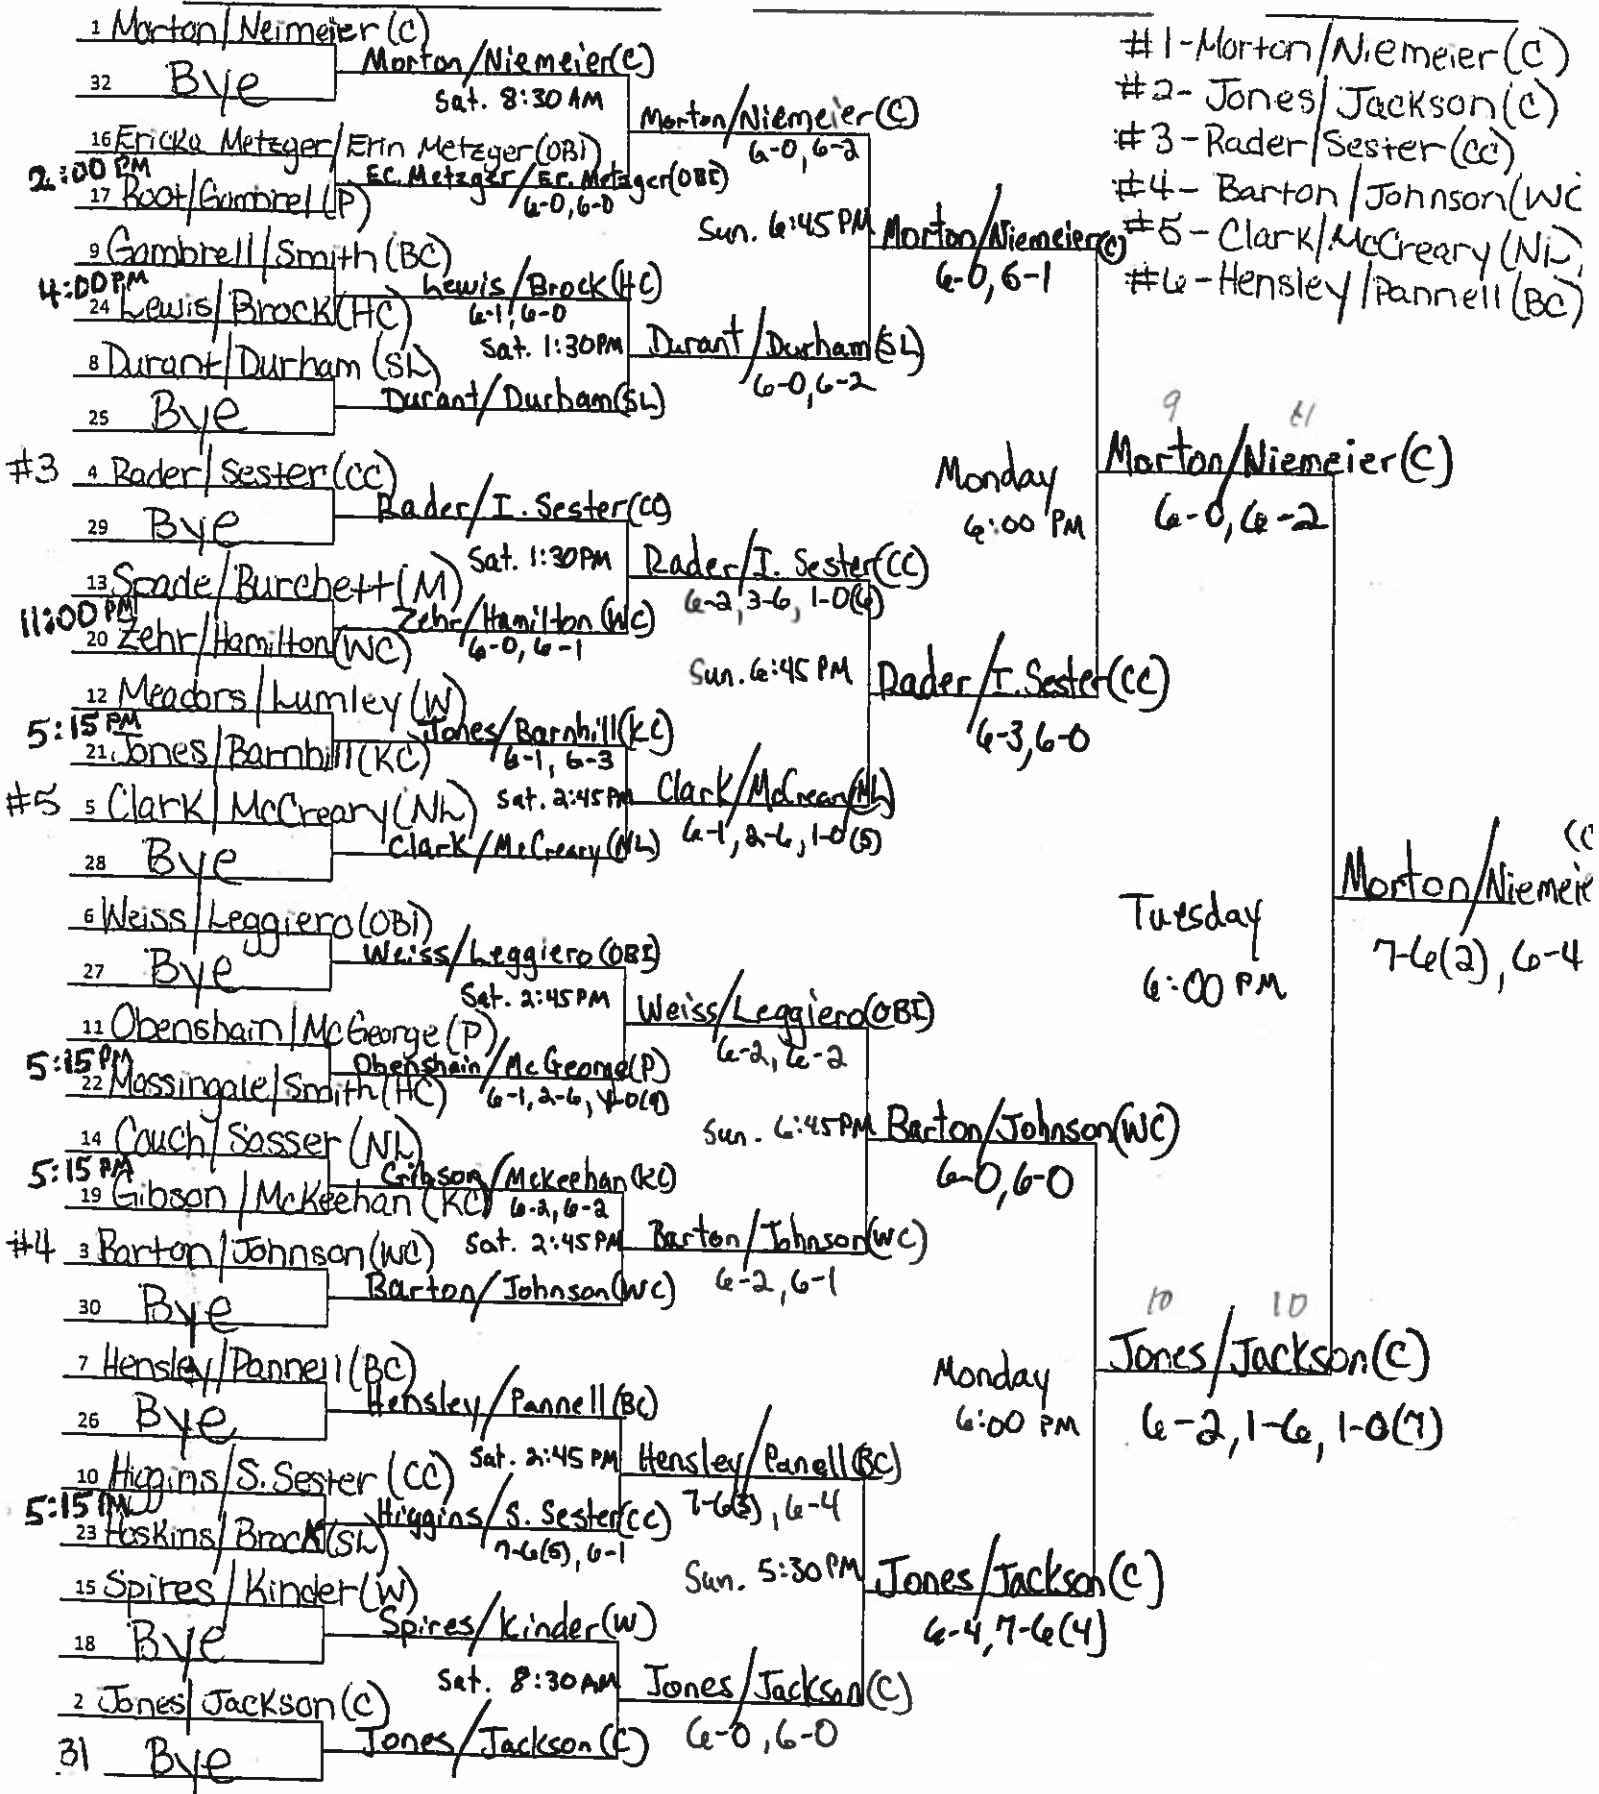 1 Morton/Neimeier(C)
32 Bye
Morton/Niemeier(C)
Sat. 8:30 AM
16 Ericka Metzger/Erin Metzger(OBI)
2:00 PM
17 Root/Gambrel(P)
Ec. Metzger/Er. Metzger(OBI)
6-0, 6-0
Morton/Niemeier(C)
6-0, 6-2
9 Gambrell/Smith(BC)
4:00 PM
24 Lewis/Brock(HC)
Lewis/Brock(HC)
6-1, 6-0
Sat. 1:30 PM
8 Durant/Durham(SL)
25 Bye
Durant/Durham(SL)
Durant/Durham(SL)
6-0, 6-2
Sun. 6:45 PM
Morton/Niemeier(C)
6-0, 6-1
#3 4 Rader/Sester(CC)
29 Bye
Rader/I. Sester(CC)
Sat. 1:30 PM
13 Spade/Burchett(M)
11:00 PM
20 Zehr/Hamilton(WC)
Zehr/Hamilton(WC)
6-0, 6-1
Rader/I. Sester(CC)
6-2, 3-6, 1-0(6)
12 Meadors/Lumley(W)
5:15 PM
21 Jones/Barnhill(KC)
Jones/Barnhill(KC)
6-1, 6-3
#5 5 Clark/McCreary(NL)
28 Bye
Sat. 2:45 PM
Clark/McCreary(NL)
Clark/McCreary(NL)
6-1, 2-6, 1-0(5)
Sun. 6:45 PM
Rader/I. Sester(CC)
6-3, 6-0
Monday
6:00 PM
9 4
Morton/Niemeier(C)
6-0, 6-2
6 Weiss/Leggiero(OBI)
27 Bye
Weiss/Leggiero(OBI)
Sat. 2:45 PM
11 Obenshain/McGeorge(P)
5:15 PM
22 Massingale/Smith(HC)
Obenshain/McGeorge(P)
6-1, 2-6, 1-0(9)
Weiss/Leggiero(OBI)
6-2, 6-2
14 Couch/Sasser(NL)
5:15 PM
19 Gibson/McKeehan(KC)
Gibson/McKeehan(KC)
6-2, 6-2
Sat. 2:45 PM
#4 3 Barton/Johnson(WC)
30 Bye
Barton/Johnson(WC)
Barton/Johnson(WC)
6-2, 6-1
Sun. 6:45 PM
Barton/Johnson(WC)
6-0, 6-0
7 Hensley/Pannell(BC)
26 Bye
Hensley/Pannell(BC)
Sat. 2:45 PM
10 Higgins/S. Sester(CC)
5:15 PM
23 Hoskins/Brock(SL)
Higgins/S. Sester(CC)
7-6(5), 6-1
Hensley/Panell(BC)
7-6(3), 6-4
15 Spires/Kinder(W)
18 Bye
Spires/Kinder(W)
Sat. 8:30 AM
2 Jones/Jackson(C)
31 Bye
Jones/Jackson(C)
Jones/Jackson(C)
6-0, 6-0
Sun. 5:30 PM
Jones/Jackson(C)
6-4, 7-6(4)
Monday
6:00 PM
10 10
Jones/Jackson(C)
6-2, 1-6, 1-0(7)
Tuesday
6:00 PM
(C
Morton/Niemeie
7-6(2), 6-4
#1-Morton/Niemeier(C)
#2-Jones/Jackson(C)
#3-Rader/Sester(CC)
#4-Barton/Johnson(WC
#5-Clark/McCreary(NL)
#6-Hensley/Pannell(BC)